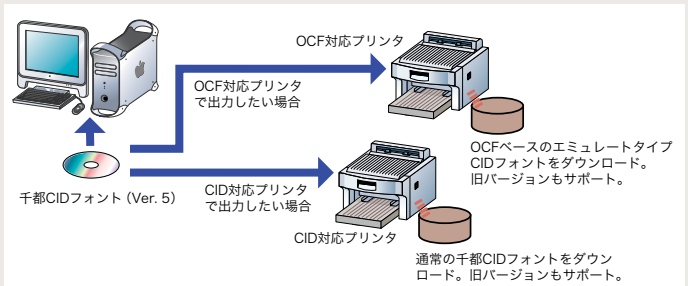 OCF対応プリンタ
OCF対応プリンタ
で出力したい場合
OCFベースのエミュレートタイプ
CIDフォントをダウンロード。
旧バージョンもサポート。
千都CIDフォント（Ver. 5）
CID対応プリンタ
で出力したい場合
CID対応プリンタ
通常の千都CIDフォントをダウン
ロード。旧バージョンもサポート。